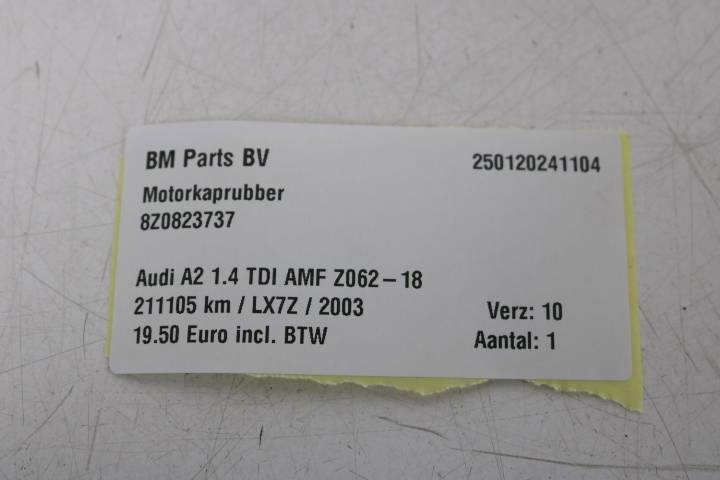 BM Parts BV 250120241104
Motorkaprubber
8Z0823737
Audi A2 1.4 TDI AMF Z062-18
211105 km / LX7Z / 2003 Verz: 10
19.50 Euro incl. BTW Aantal: 1